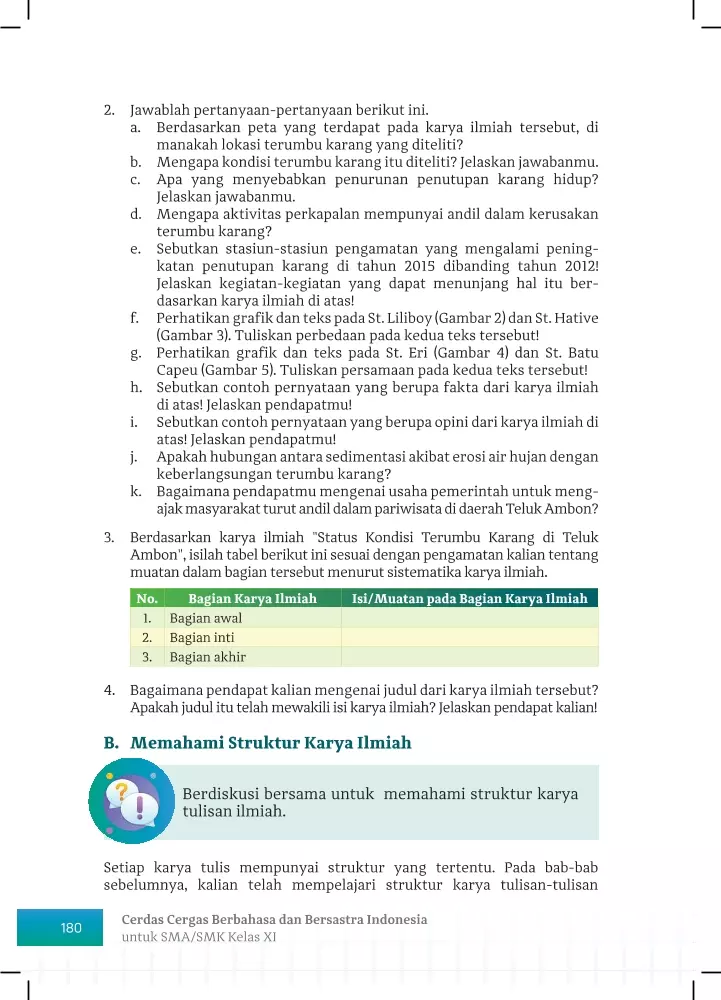 2. Jawablah pertanyaan-pertanyaan berikut ini.
a. Berdasarkan peta yang terdapat pada karya ilmiah tersebut, di
manakah lokasi terumbu karang yang diteliti?
b. Mengapa kondisi terumbu karang itu diteliti? Jelaskan jawabanmu.
c. Apa yang menyebabkan penurunan penutupan karang hidup?
Jelaskan jawabanmu.
d. Mengapa aktivitas perkapalan mempunyai andil dalam kerusakan
terumbu karang?
e. Sebutkan stasiun-stasiun pengamatan yang mengalami pening-
katan penutupan karang di tahun 2015 dibanding tahun 2012!
Jelaskan kegiatan-kegiatan yang dapat menunjang hal itu ber-
dasarkan karya ilmiah di atas!
f. Perhatikan grafik dan teks pada St. Liliboy (Gambar 2) dan St. Hative
(Gambar 3). Tuliskan perbedaan pada kedua teks tersebut!
g. Perhatikan grafik dan teks pada St. Eri (Gambar 4) dan St. Batu
Capeu (Gambar 5). Tuliskan persamaan pada kedua teks tersebut!
h. Sebutkan contoh pernyataan yang berupa fakta dari karya ilmiah
di atas! Jelaskan pendapatmu!
i. Sebutkan contoh pernyataan yang berupa opini dari karya ilmiah di
atas! Jelaskan pendapatmu!
j. Apakah hubungan antara sedimentasi akibat erosi air hujan dengan
keberlangsungan terumbu karang?
k. Bagaimana pendapatmu mengenai usaha pemerintah untuk meng-
ajak masyarakat turut andil dalam pariwisata di daerah Teluk Ambon?
3. Berdasarkan karya ilmiah "Status Kondisi Terumbu Karang di Teluk
Ambon", isilah tabel berikut ini sesuai dengan pengamatan kalian tentang
muatan dalam bagian tersebut menurut sistematika karya ilmiah.
No. Bagian Karya Ilmiah Isi/Muatan pada Bagian Karya Ilmiah
1. Bagian awal
2. Bagian inti
3. Bagian akhir
4. Bagaimana pendapat kalian mengenai judul dari karya ilmiah tersebut?
Apakah judul itu telah mewakili isi karya ilmiah? Jelaskan pendapat kalian!
B. Memahami Struktur Karya Ilmiah
Berdiskusi bersama untuk memahami struktur karya
tulisan ilmiah.
Setiap karya tulis mempunyai struktur yang tertentu. Pada bab-bab
sebelumnya, kalian telah mempelajari struktur karya tulisan-tulisan
180
Cerdas Cergas Berbahasa dan Bersastra Indonesia
untuk SMA/SMK Kelas XI